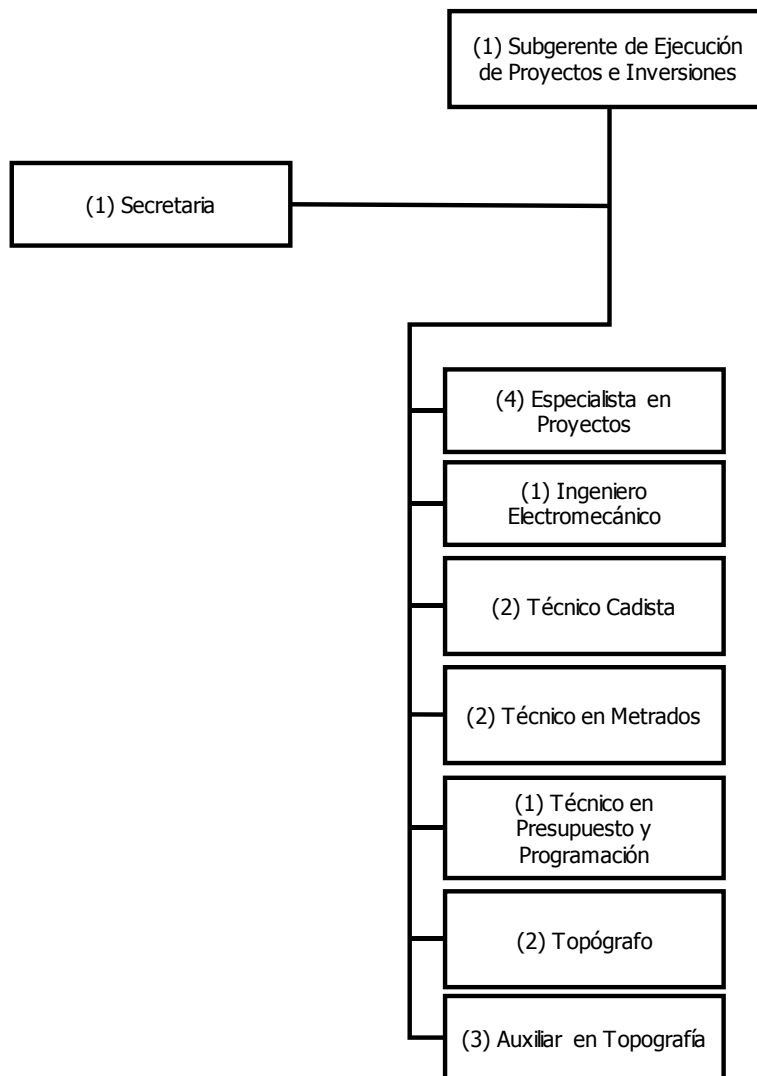 (1) Subgerente de Ejecución
de Proyectos e Inversiones
(1) Secretaria
(4) Especialista en
Proyectos
(1) Ingeniero
Electromecánico
(2) Técnico Cadista
(2) Técnico en Metrados
(1) Técnico en
Presupuesto y
Programación
(2) Topógrafo
(3) Auxiliar en Topografía